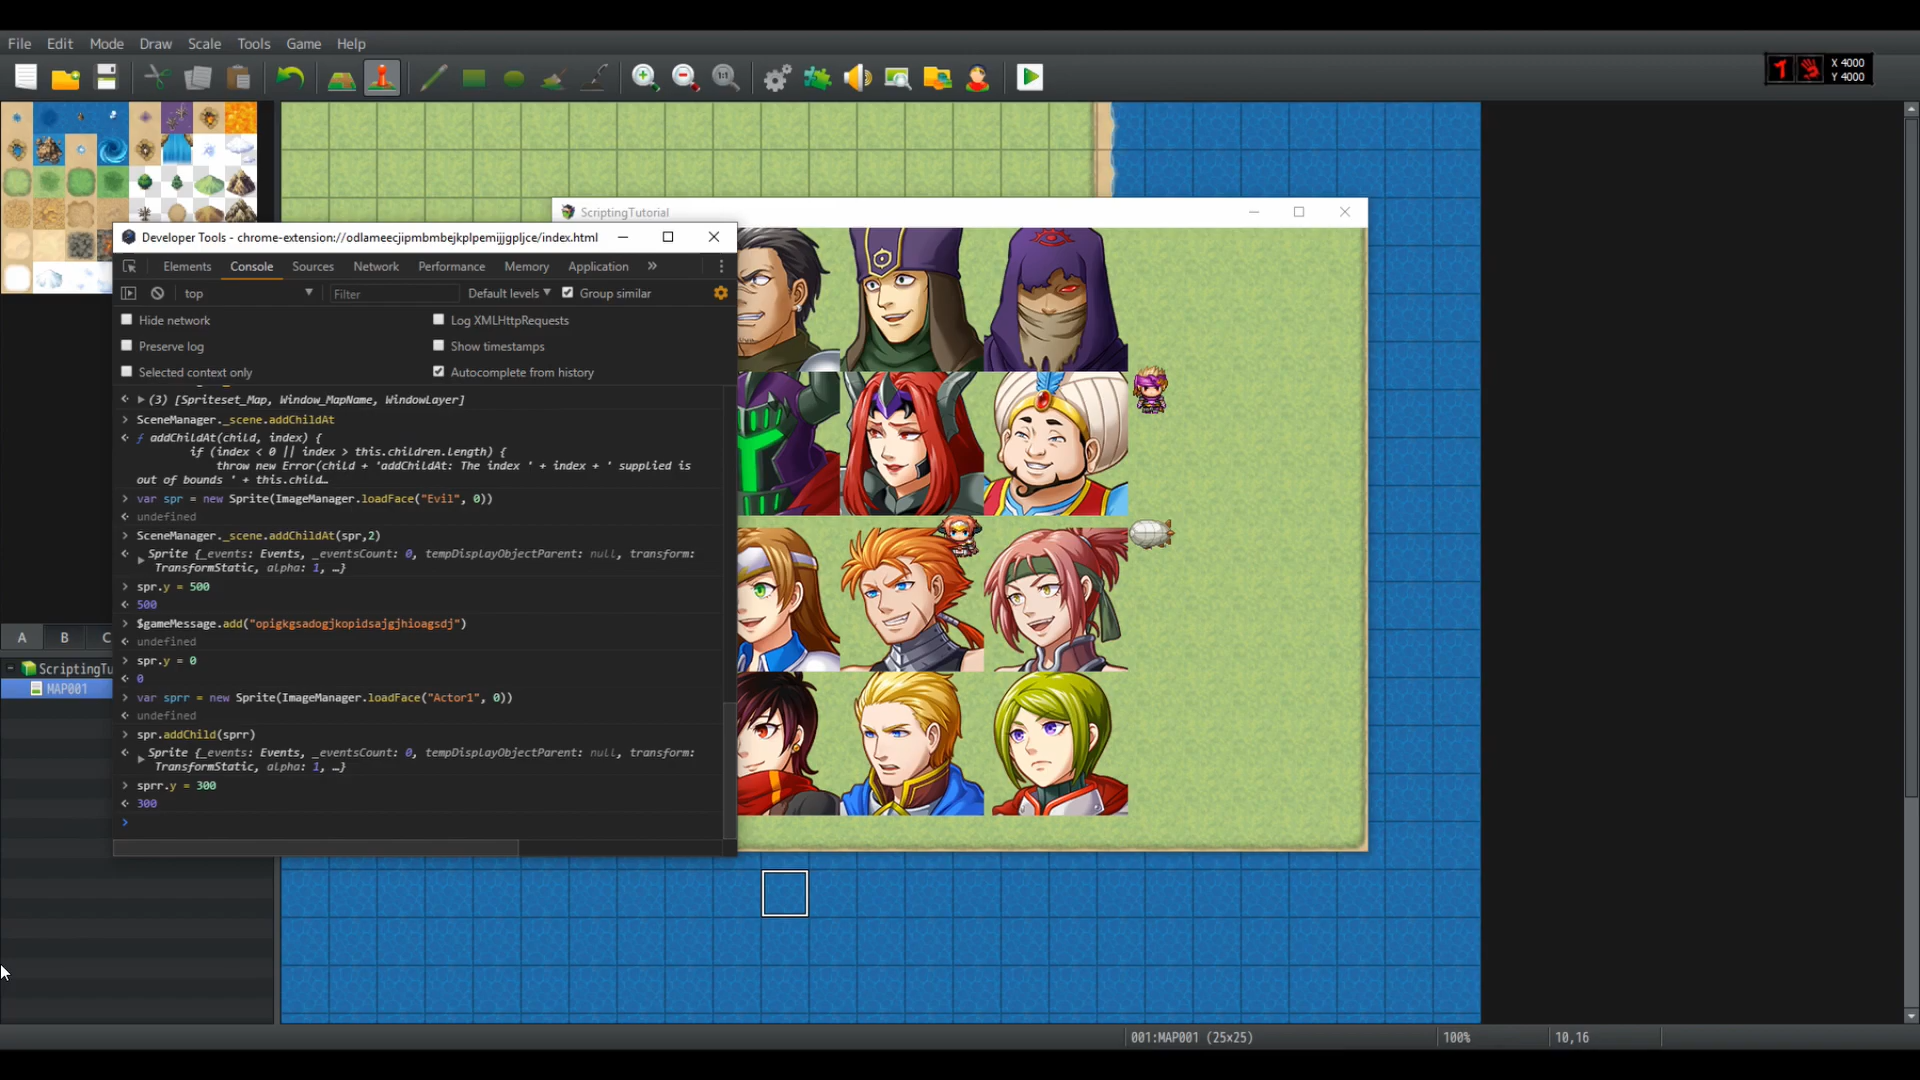 File Edit Mode Draw Scale Tools Game Help
1:1
X 4000
Y 4000
ScriptingTutorial
Developer Tools - chrome-extension://odlameecjipmbmbejkplpemijjgpljce/index.html
Elements Console Sources Network Performance Memory Application »
top Filter Default levels Group similar
Hide network Log XMLHttpRequests
Preserve log Show timestamps
Selected context only Autocomplete from history
(3) [Spriteset_Map, Window_MapName, WindowLayer]
SceneManager._scene.addChildAt
ƒ addChildAt(child, index) {
if (index < 0 || index > this.children.length) {
throw new Error(child + 'addChildAt: The index ' + index + ' supplied is
out of bounds ' + this.child…
var spr = new Sprite(ImageManager.loadFace("Evil", 0))
undefined
SceneManager._scene.addChildAt(spr,2)
Sprite {_events: Events, _eventsCount: 0, tempDisplayObjectParent: null, transform:
TransformStatic, alpha: 1, …}
spr.y = 500
500
$gameMessage.add("opigkgsadogjkopidsajgjhioagsdj")
undefined
spr.y = 0
0
var sprr = new Sprite(ImageManager.loadFace("Actor1", 0))
undefined
spr.addChild(sprr)
Sprite {_events: Events, _eventsCount: 0, tempDisplayObjectParent: null, transform:
TransformStatic, alpha: 1, …}
sprr.y = 300
300
A B C
ScriptingTu
MAP001
001:MAP001 (25x25) 100% 10,16